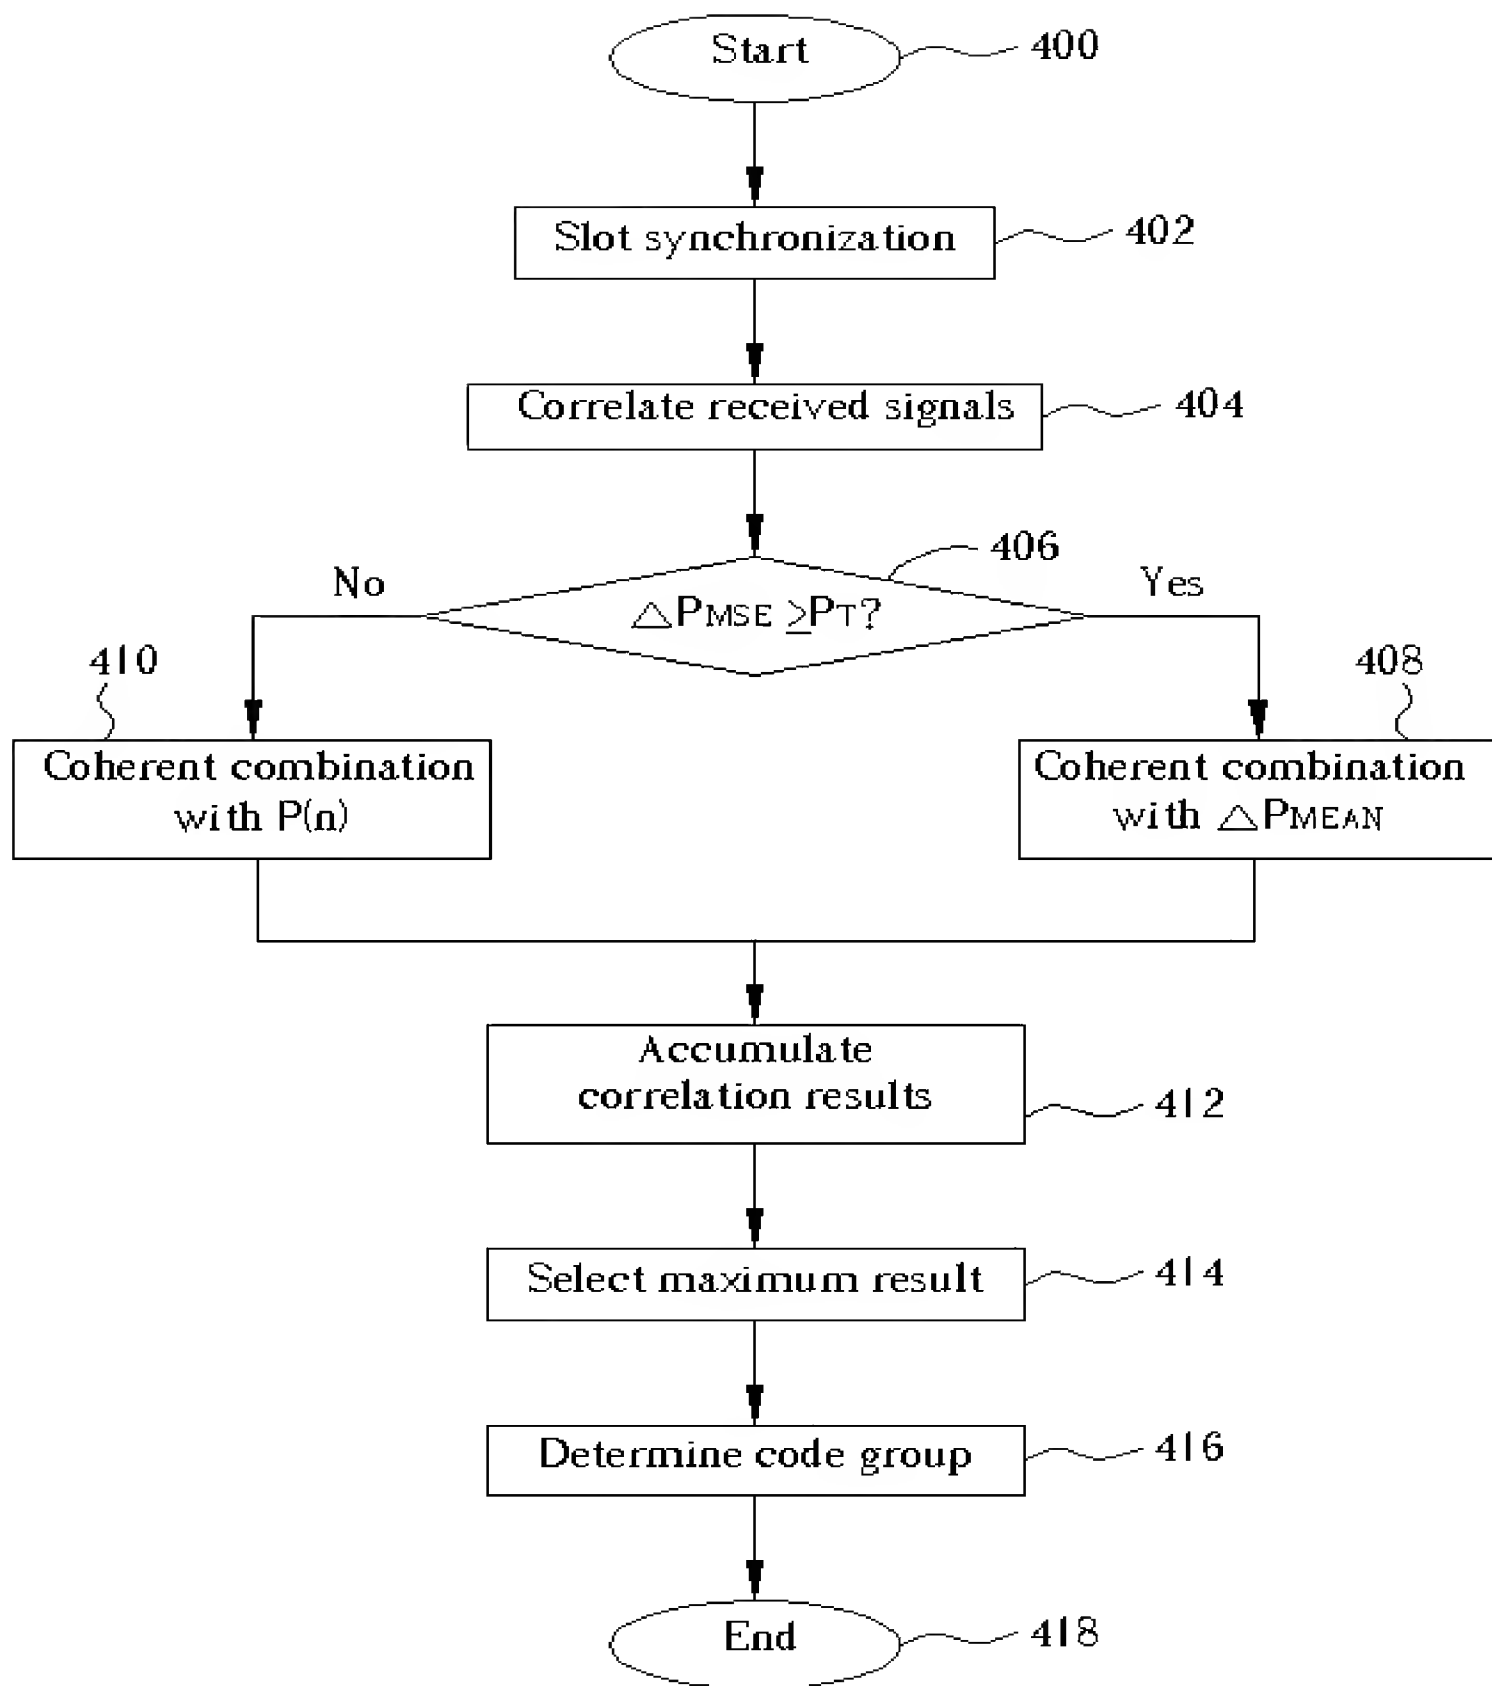 Start
400
Slot synchronization
402
Correlate received signals
404
406
No
△PMSE ≥PT?
Yes
410
408
Coherent combination
with P(n)
Coherent combination
with △PMEAN
Accumulate
correlation results
412
Select maximum result
414
Determine code group
416
End
418